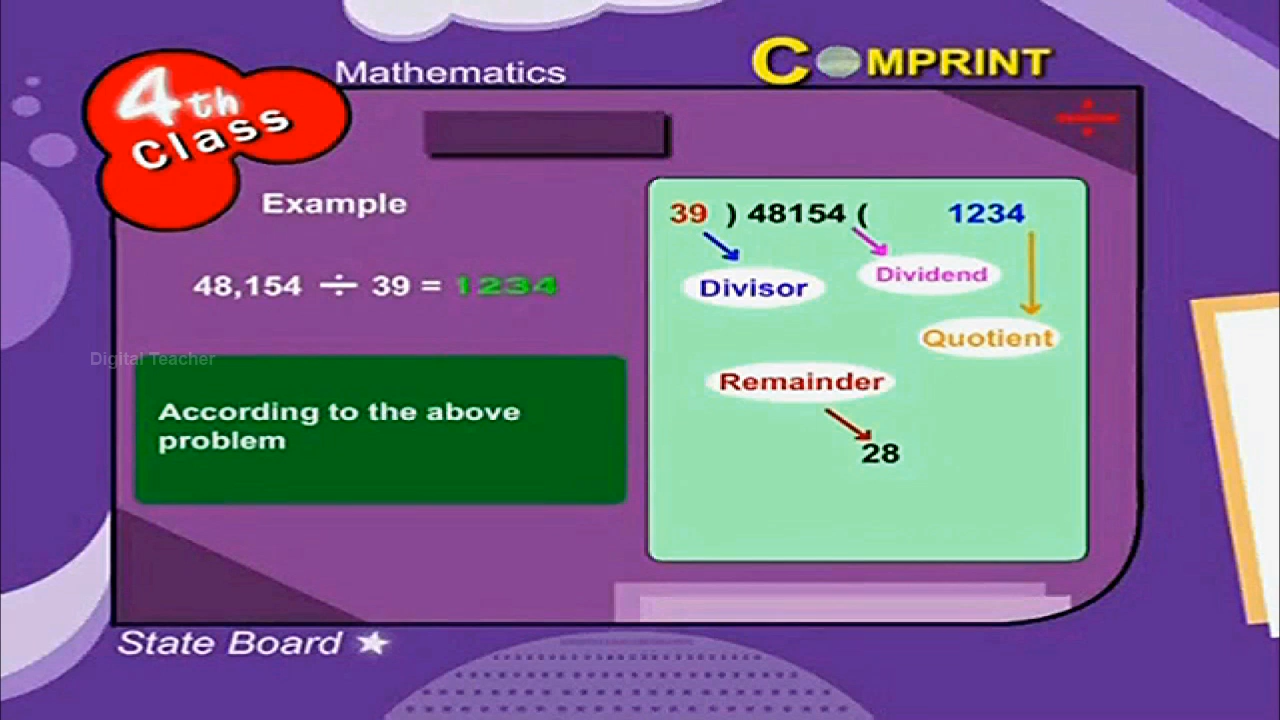 4th
Class
Mathematics
COMPRINT
÷
Example
48,154 ÷ 39 = 1234
39 ) 48154 ( 1234
Divisor
Dividend
Quotient
Remainder
28
Digital Teacher
According to the above
problem
State Board